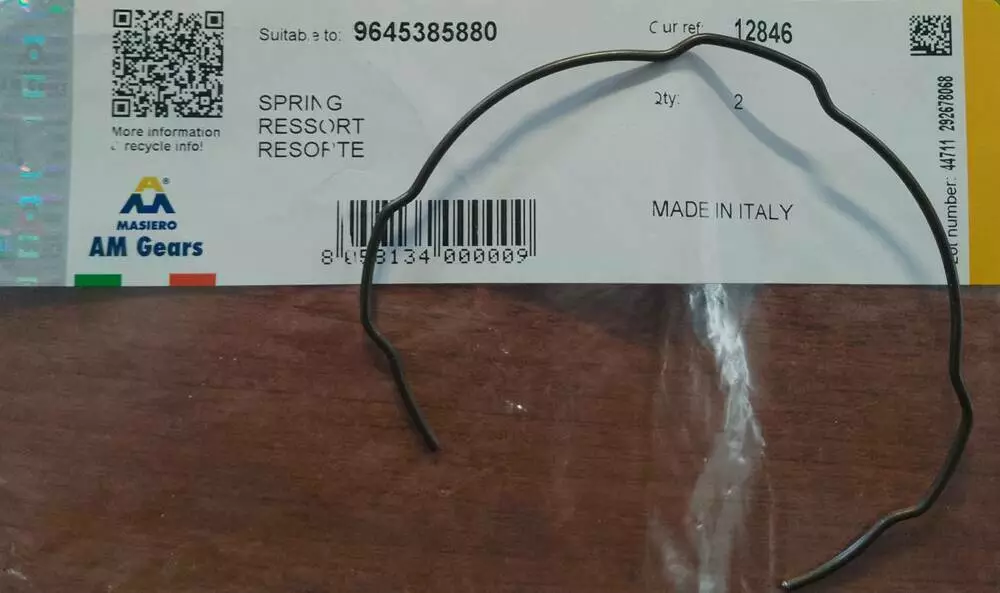 Suitable to: 9645385880
Our ref: 12846
SPRING
RESSORT
RESORTE
Qty: 2
More information
& recycle info!
MASIERO
AM Gears
MADE IN ITALY
8 058134 000009
Lot number: 44711 292678068